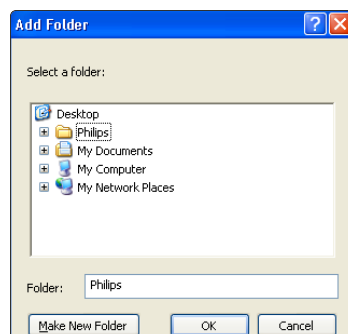 Add Folder
Select a folder:
Desktop
Philips
My Documents
My Computer
My Network Places
Folder: Philips
Make New Folder OK Cancel